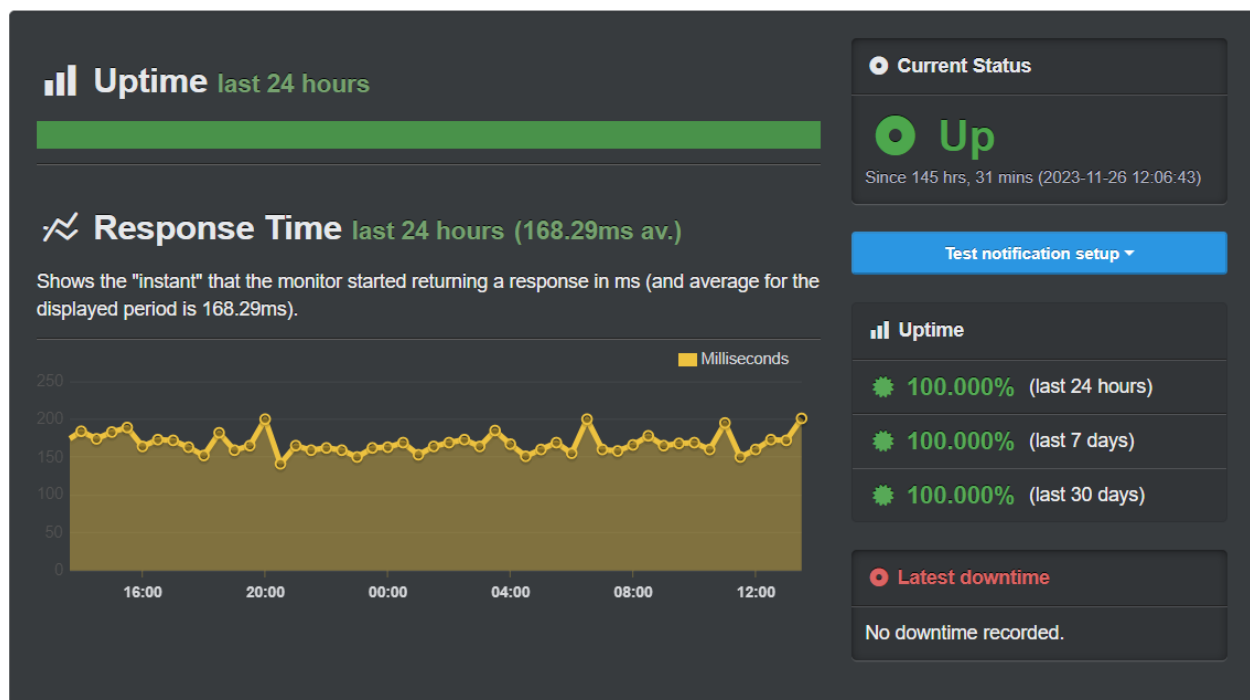 Uptime last 24 hours
Response Time last 24 hours (168.29ms av.)
Shows the "instant" that the monitor started returning a response in ms (and average for the
displayed period is 168.29ms).
Milliseconds
250
200
150
100
50
0
16:00 20:00 00:00 04:00 08:00 12:00
Current Status
Up
Since 145 hrs, 31 mins (2023-11-26 12:06:43)
Test notification setup
Uptime
100.000% (last 24 hours)
100.000% (last 7 days)
100.000% (last 30 days)
Latest downtime
No downtime recorded.